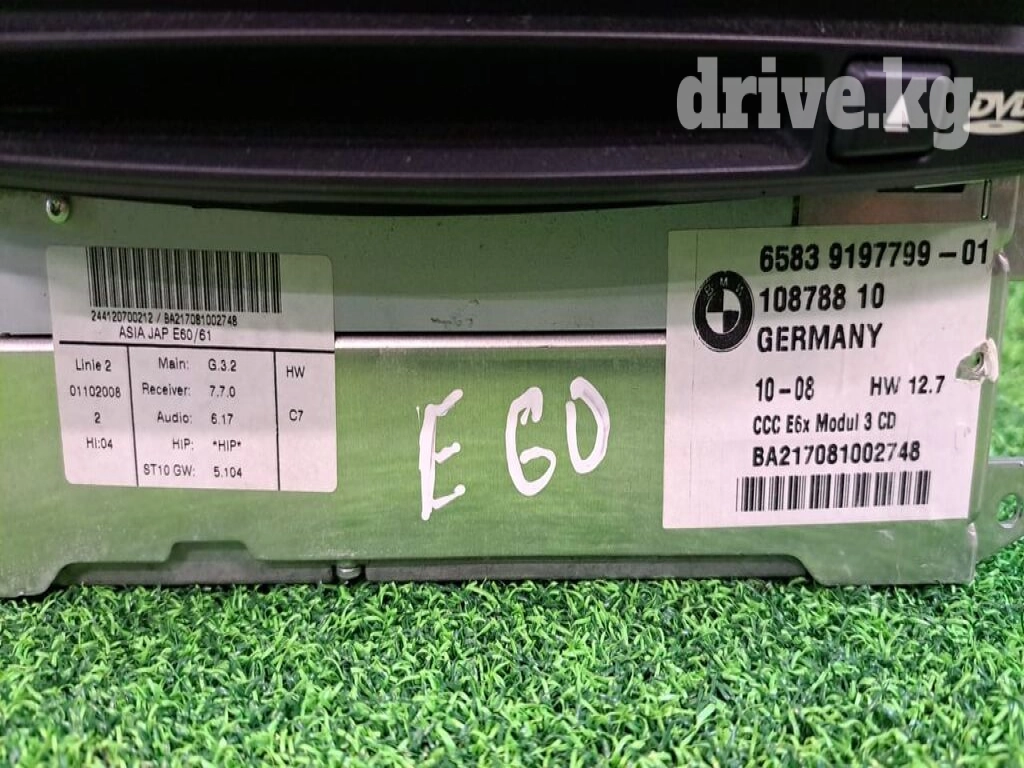 drive.kg
DVD
244120700212 / BA217081002748
ASIA JAP E60/61
Linie 2
01102008
2
HI:04
Main: G.3.2
Receiver: 7.7.0
Audio: 6.17
HIP: *HIP*
ST10 GW: 5.104
HW
C7
E60
6583 9197799-01
BMW
108788 10
GERMANY
10-08 HW 12.7
CCC E6x Modul 3 CD
BA217081002748